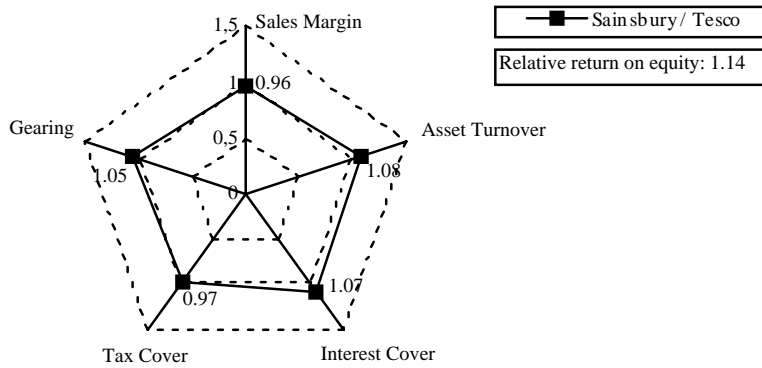 1,5
Sales Margin
Sainsbury / Tesco
Relative return on equity: 1.14
1
0.96
Gearing
0,5
Asset Turnover
1.05
1.08
0
1.07
0.97
Tax Cover
Interest Cover